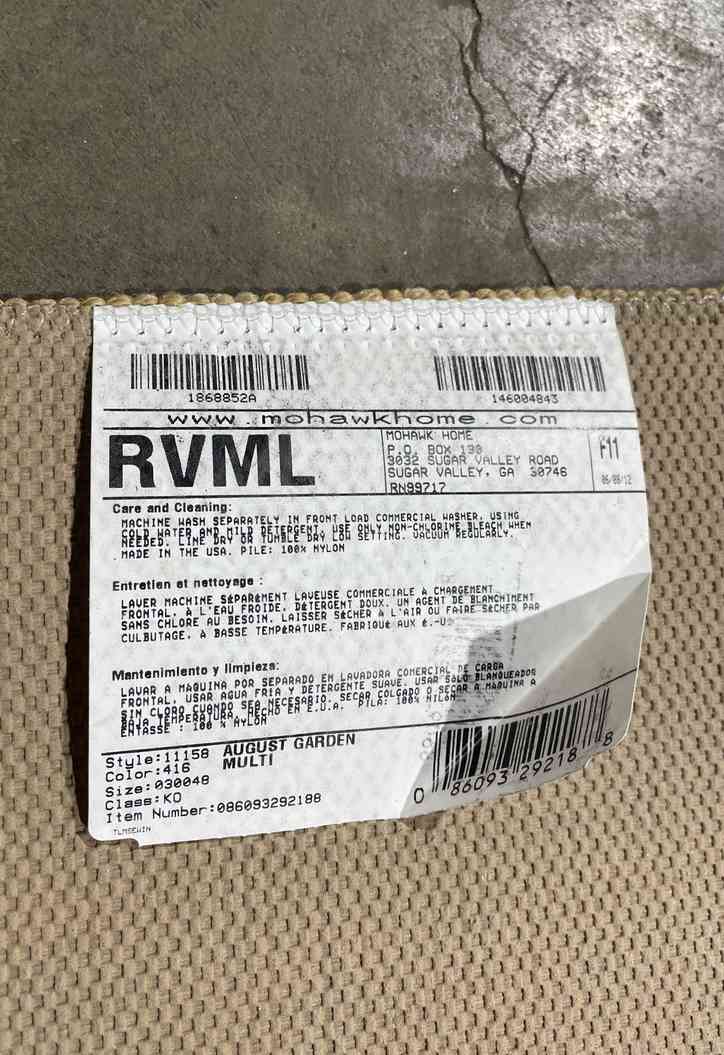 1868852A
146004843
www.mohawkhome.com
RVML
MOHAWK HOME
P.O. BOX 130
3032 SUGAR VALLEY ROAD
SUGAR VALLEY, GA 30746
RN99717
F11
06/06/12
Care and Cleaning:
MACHINE WASH SEPARATELY IN FRONT LOAD COMMERCIAL WASHER, USING
COLD WATER AND MILD DETERGENT. USE ONLY NON-CHLORINE BLEACH WHEN
NEEDED. LINE DRY OR TUMBLE DRY LOW SETTING. VACUUM REGULARLY.
MADE IN THE USA. PILE: 100% NYLON
Entretien et nettoyage :
LAVER MACHINE SÉPARÉMENT LAVEUSE COMMERCIALE À CHARGEMENT
FRONTAL, À L'EAU FROIDE, DÉTERGENT DOUX. UN AGENT DE BLANCHIMENT
SANS CHLORE AU BESOIN. LAISSER SÉCHER À L'AIR OU FAIRE SÉCHER PAR
CULBUTAGE, À BASSE TEMPÉRATURE. FABRIQUÉ AUX É.-U.
Mantenimiento y limpieza:
LAVAR A MAQUINA POR SEPARADO EN LAVADORA COMERCIAL DE CARGA
FRONTAL, USAR AGUA FRIA Y DETERGENTE SUAVE. USAR SOLO BLANQUEADOR
SIN CLORO CUANDO SEA NECESARIO. SECAR COLGADO O SECAR A MAQUINA A
BAJA TEMPERATURA. HECHO EN E.U.A. PILA: 100% NILON
ENTASSE : 100 % NYLON
Style:11158 AUGUST GARDEN
Color:416 MULTI
Size:030048
Class:KO
Item Number:086093292188
TLMSEWIN
0 86093 29218 8